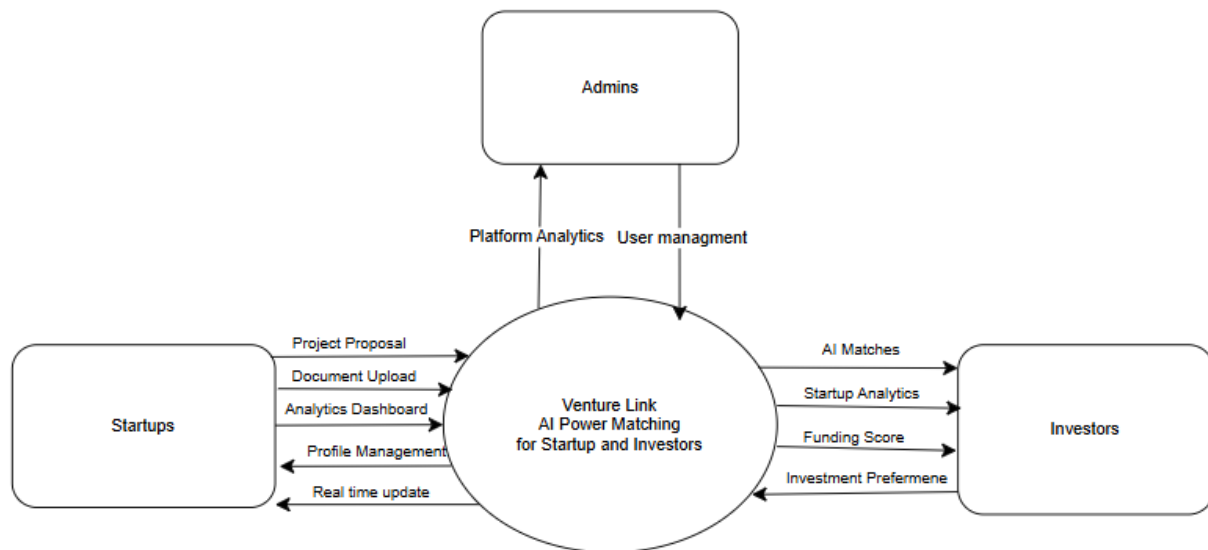 Admins
Platform Analytics
User managment
Project Proposal
Document Upload
Analytics Dashboard
Profile Management
Real time update
Startups
Venture Link
AI Power Matching
for Startup and Investors
AI Matches
Startup Analytics
Funding Score
Investment Prefermene
Investors